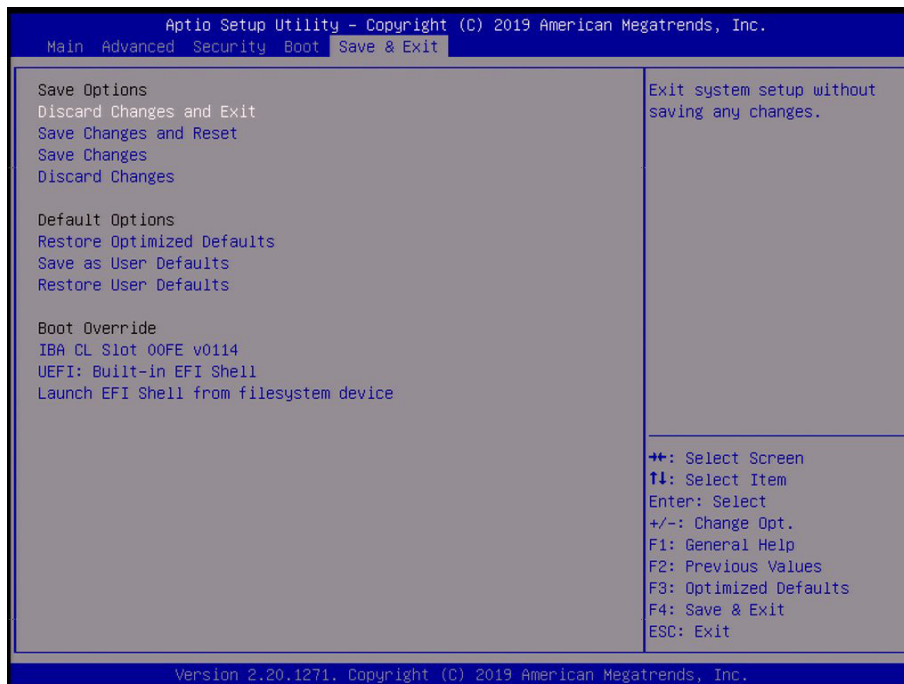 Aptio Setup Utility – Copyright (C) 2019 American Megatrends, Inc.
Main Advanced Security Boot Save & Exit
Save Options
Discard Changes and Exit
Save Changes and Reset
Save Changes
Discard Changes
Default Options
Restore Optimized Defaults
Save as User Defaults
Restore User Defaults
Boot Override
IBA CL Slot 00FE v0114
UEFI: Built-in EFI Shell
Launch EFI Shell from filesystem device
Exit system setup without
saving any changes.
→←: Select Screen
↑↓: Select Item
Enter: Select
+/-: Change Opt.
F1: General Help
F2: Previous Values
F3: Optimized Defaults
F4: Save & Exit
ESC: Exit
Version 2.20.1271. Copyright (C) 2019 American Megatrends, Inc.